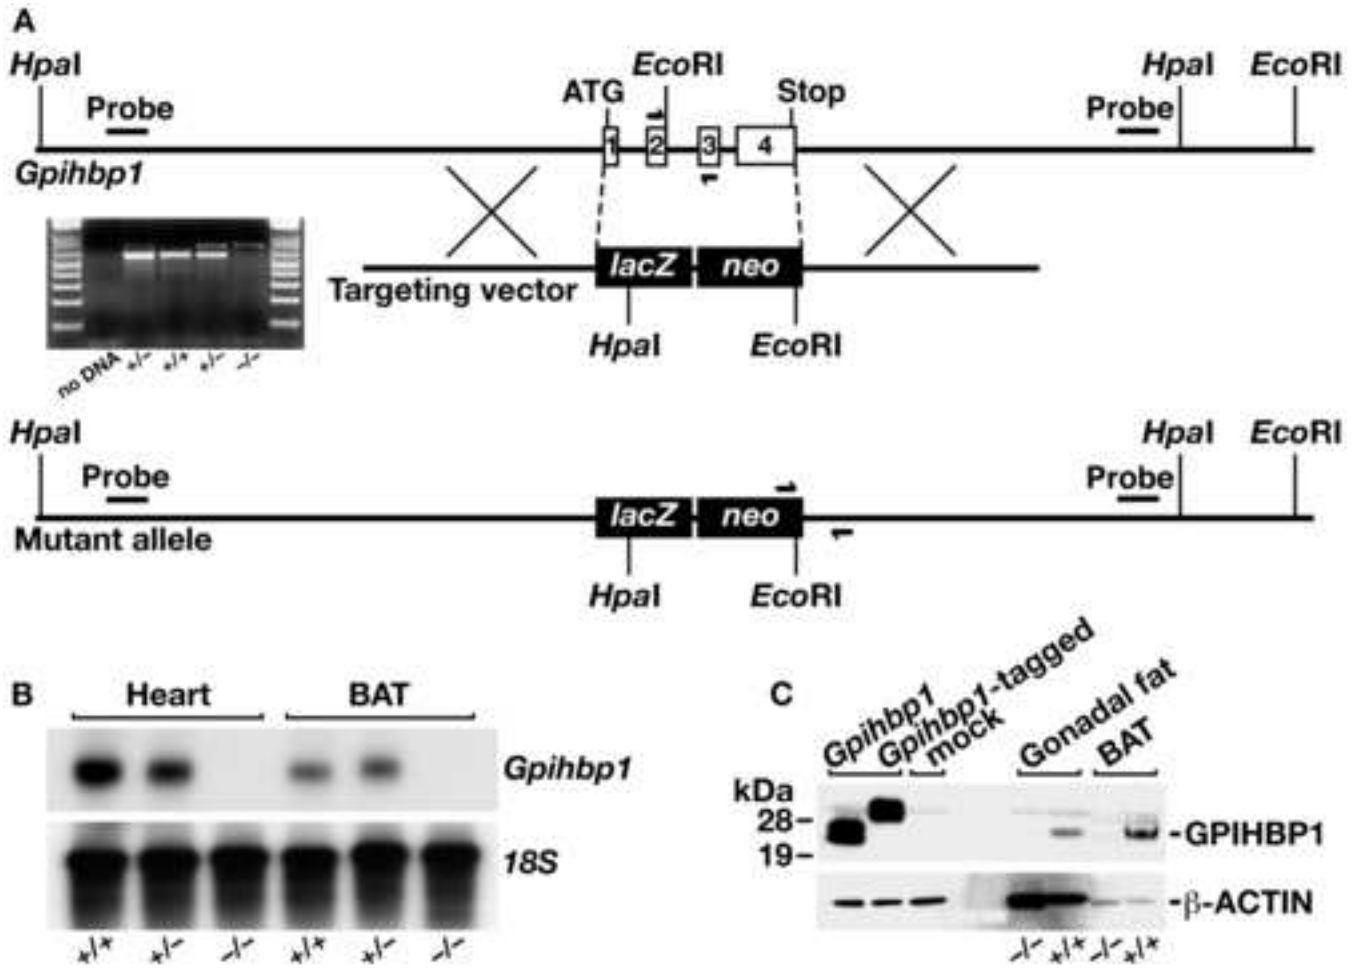 A
HpaI EcoRI HpaI EcoRI
Probe ATG Stop Probe
1 2 3 4
Gpihbp1
lacZ neo
Targeting vector
HpaI EcoRI
no DNA +/– +/+ +/– –/–
HpaI HpaI EcoRI
Probe Probe
lacZ neo
Mutant allele
HpaI EcoRI
B Heart BAT
Gpihbp1
18S
+/+ +/– –/– +/+ +/– –/–
C Gpihbp1 Gpihbp1-tagged mock Gonadal fat BAT
kDa
28–
19–
-GPIHBP1
-β-ACTIN
–/– +/+ –/– +/+